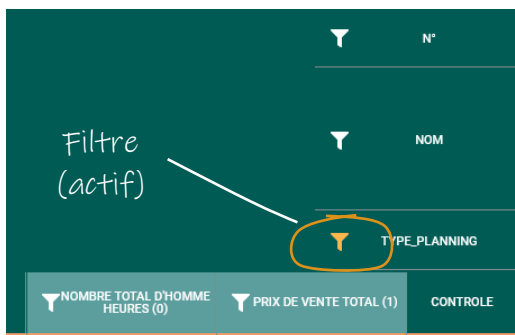 N°
Filtre
(actif)
NOM
TYPE_PLANNING
NOMBRE TOTAL D'HOMME
HEURES (0)
PRIX DE VENTE TOTAL (1)
CONTROLE